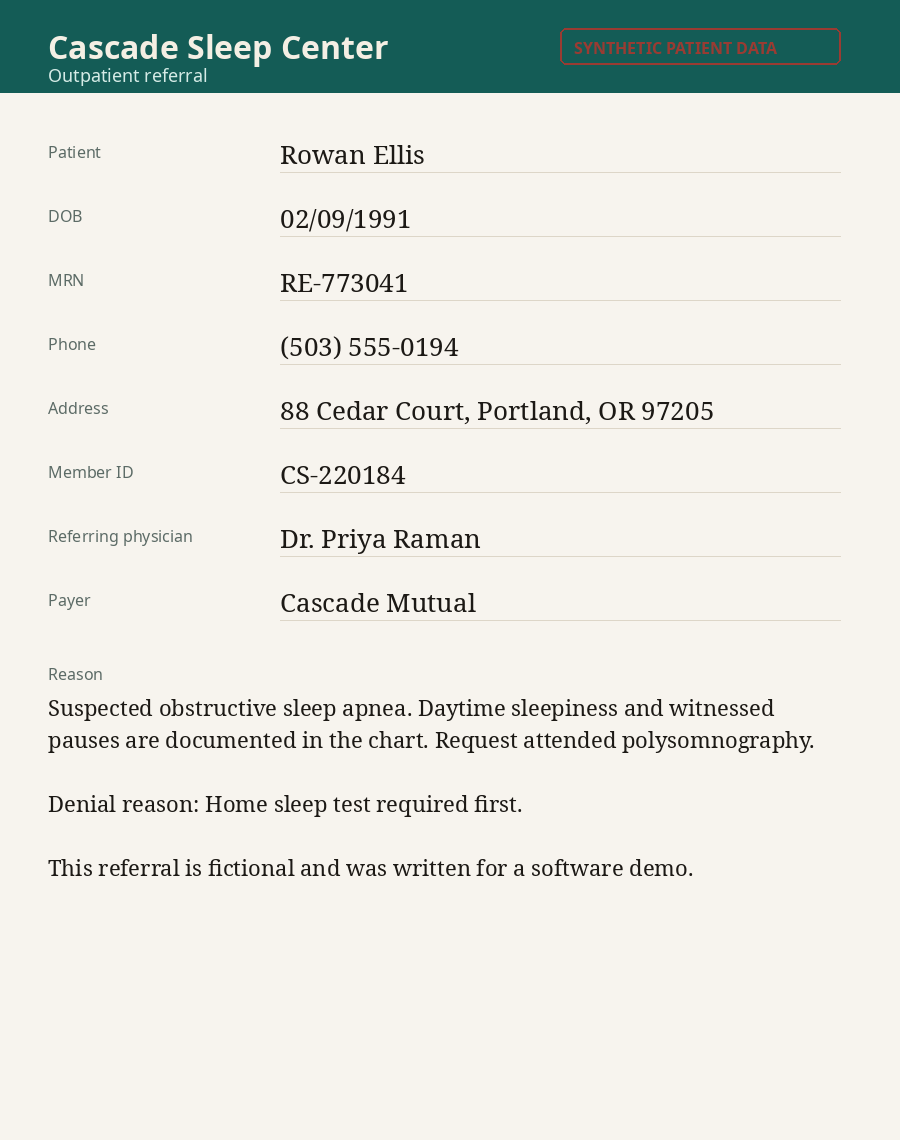 Cascade Sleep Center
Outpatient referral
SYNTHETIC PATIENT DATA
Patient
Rowan Ellis
DOB
02/09/1991
MRN
RE-773041
Phone
(503) 555-0194
Address
88 Cedar Court, Portland, OR 97205
Member ID
CS-220184
Referring physician
Dr. Priya Raman
Payer
Cascade Mutual
Reason
Suspected obstructive sleep apnea. Daytime sleepiness and witnessed
pauses are documented in the chart. Request attended polysomnography.
Denial reason: Home sleep test required first.
This referral is fictional and was written for a software demo.